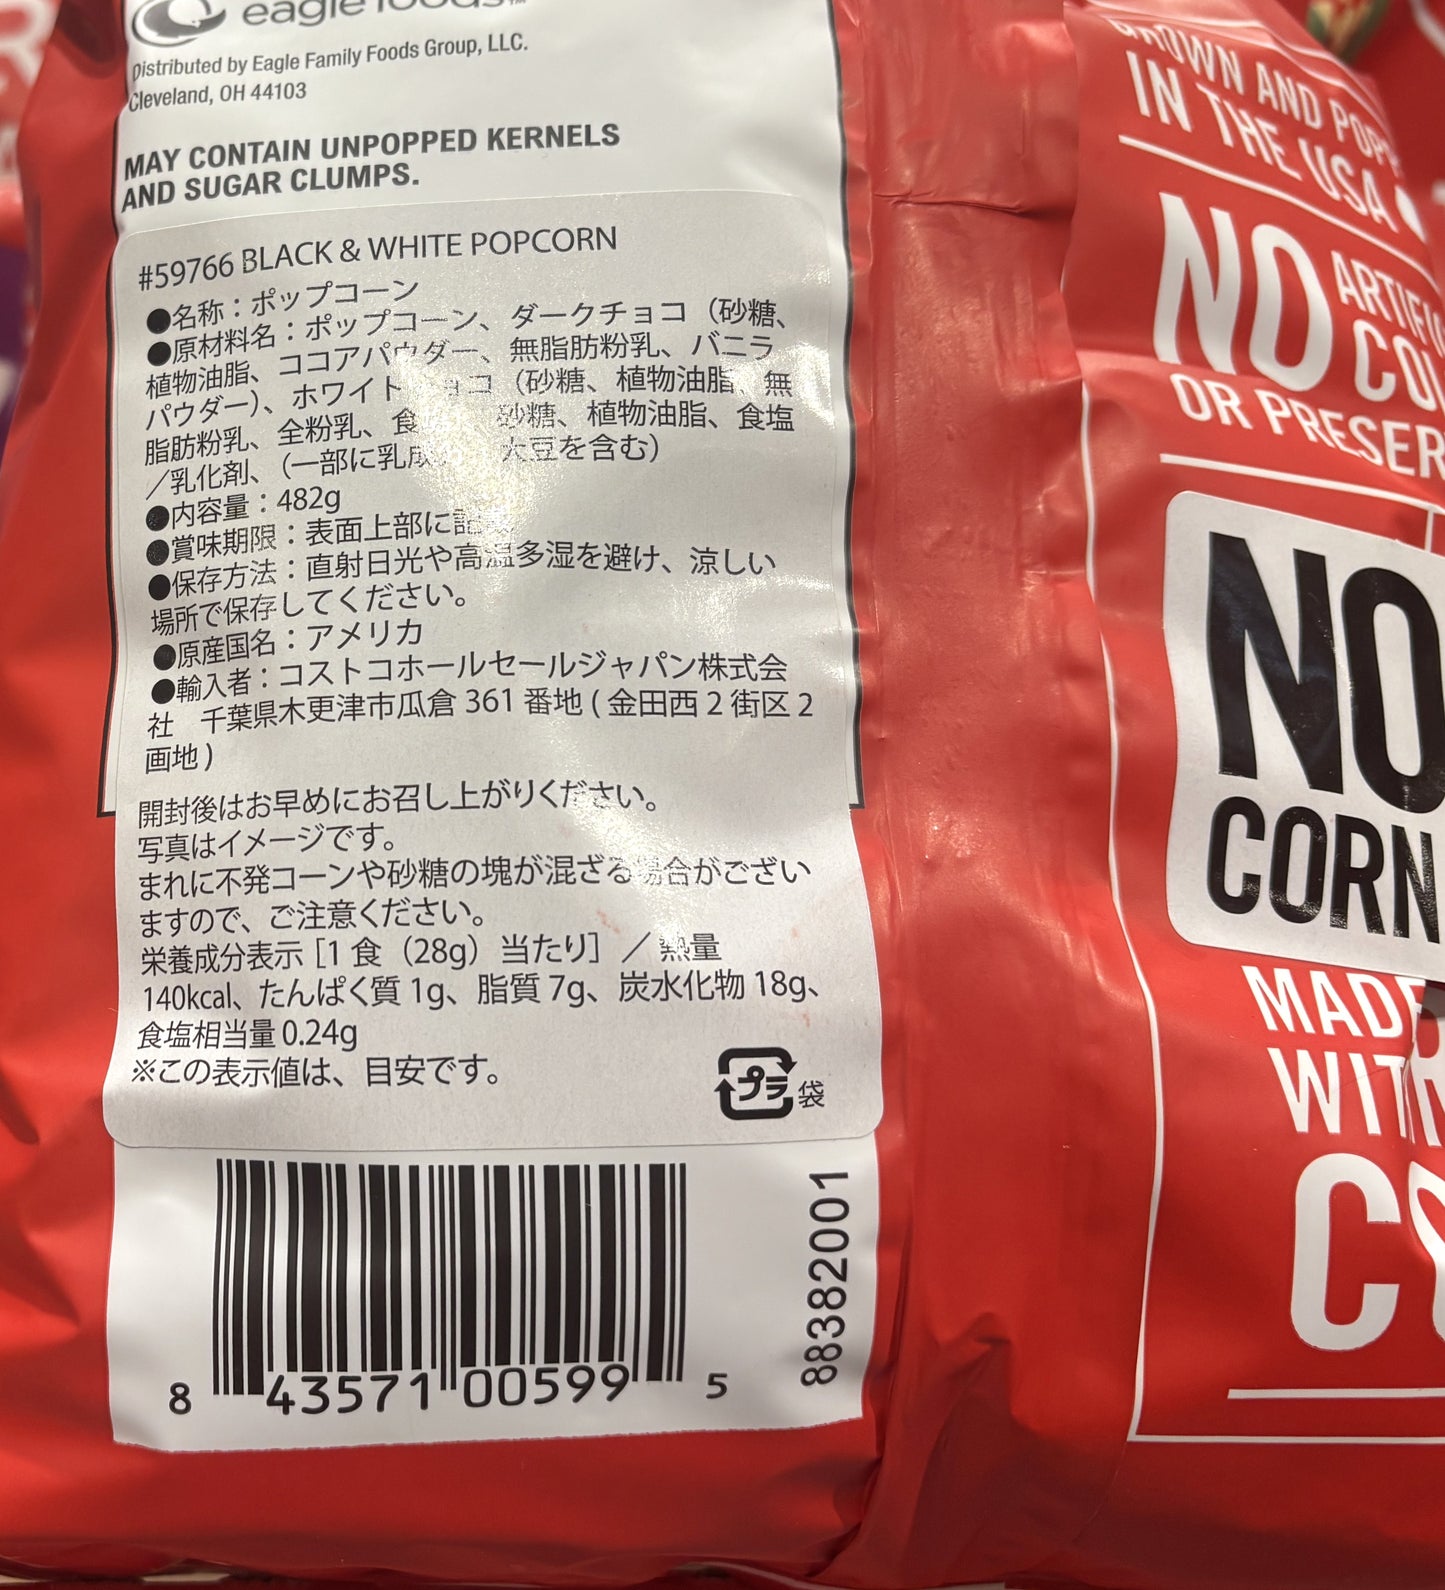 eagle foods™
Distributed by Eagle Family Foods Group, LLC.
Cleveland, OH 44103
MAY CONTAIN UNPOPPED KERNELS
AND SUGAR CLUMPS.
#59766 BLACK & WHITE POPCORN
●名称：ポップコーン
●原材料名：ポップコーン、ダークチョコ（砂糖、
植物油脂、ココアパウダー、無脂肪粉乳、バニラ
パウダー）、ホワイトチョコ（砂糖、植物油脂、無
脂肪粉乳、全粉乳、食 砂糖、植物油脂、食塩
／乳化剤、（一部に乳成 大豆を含む）
●内容量：482g
●賞味期限：表面上部に記
●保存方法：直射日光や高温多湿を避け、涼しい
場所で保存してください。
●原産国名：アメリカ
●輸入者：コストコホールセールジャパン株式会
社　千葉県木更津市瓜倉 361 番地 ( 金田西 2 街区 2
画地 )
開封後はお早めにお召し上がりください。
写真はイメージです。
まれに不発コーンや砂糖の塊が混ざる場合がござい
ますので、ご注意ください。
栄養成分表示［1 食（28g）当たり］／ 熱量
140kcal、たんぱく質 1g、脂質 7g、炭水化物 18g、
食塩相当量 0.24g
※この表示値は、目安です。
プラ 袋
8 43571 00599 5
88382001
GROWN AND POPP
IN THE USA
NO ARTIFI
COL
OR PRESER
NO
CORN
MADE
WITH
CO